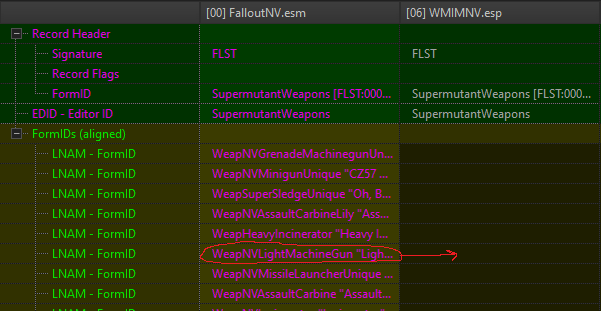 [00] FalloutNV.esm [06] WMIMNV.esp
Record Header
Signature FLST FLST
Record Flags
FormID SupermutantWeapons [FLST:000... SupermutantWeapons [FLST:000...
EDID - Editor ID SupermutantWeapons SupermutantWeapons
FormIDs (aligned)
LNAM - FormID WeapNVGrenadeMachinegunUn...
LNAM - FormID WeapNVMinigunUnique "CZ57 ...
LNAM - FormID WeapSuperSledgeUnique "Oh, B...
LNAM - FormID WeapNVAssaultCarbineLily "Ass...
LNAM - FormID WeapHeavyIncinerator "Heavy I...
LNAM - FormID WeapNVLightMachineGun "Ligh...
LNAM - FormID WeapNVMissileLauncherUnique ...
LNAM - FormID WeapNVAssaultCarbine "Assault...